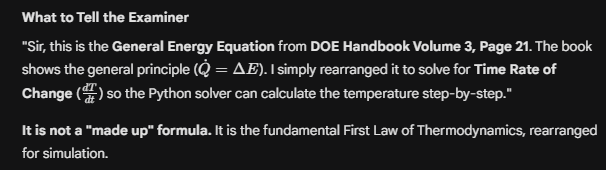 What to Tell the Examiner
"Sir, this is the General Energy Equation from DOE Handbook Volume 3, Page 21. The book
shows the general principle (Q̇ = ΔE). I simply rearranged it to solve for Time Rate of
Change (dT/dt) so the Python solver can calculate the temperature step-by-step."
It is not a "made up" formula. It is the fundamental First Law of Thermodynamics, rearranged
for simulation.